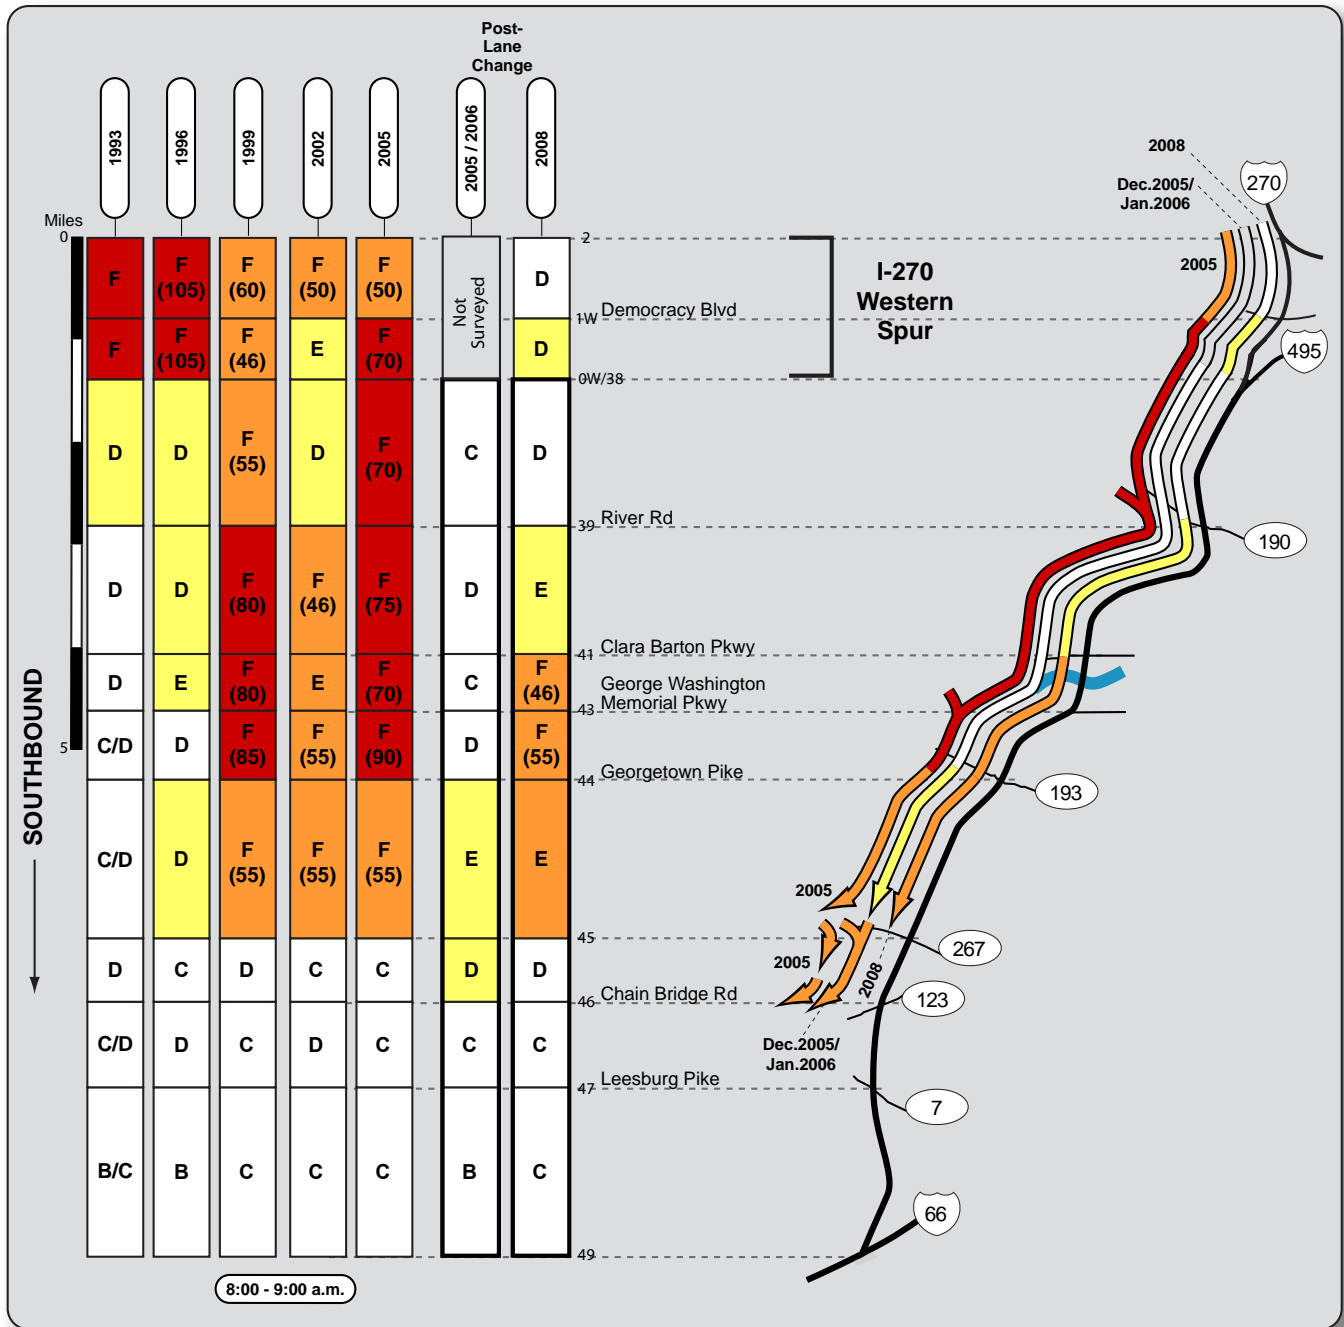 Post-
Lane
Change
1993
1996
1999
2002
2005
2005 / 2006
2008
Miles
0
5
SOUTHBOUND
F
F
(105)
F
(60)
F
(50)
F
(50)
Not
Surveyed
D
2
F
F
(105)
F
(46)
E
F
(70)
D
1W
Democracy Blvd
0W/38
D
D
F
(55)
D
F
(70)
C
D
39
River Rd
D
D
F
(80)
F
(46)
F
(75)
D
E
41
Clara Barton Pkwy
D
E
F
(80)
E
F
(70)
C
F
(46)
George Washington
Memorial Pkwy
43
C/D
D
F
(85)
F
(55)
F
(90)
D
F
(55)
44
Georgetown Pike
C/D
D
F
(55)
F
(55)
F
(55)
E
E
45
D
C
D
C
C
D
D
46
Chain Bridge Rd
C/D
D
C
D
C
C
C
47
Leesburg Pike
B/C
B
C
C
C
B
C
49
8:00 - 9:00 a.m.
I-270
Western
Spur
2008
Dec.2005/
Jan.2006
2005
270
495
190
193
2005
2005
2008
267
123
Dec.2005/
Jan.2006
7
66